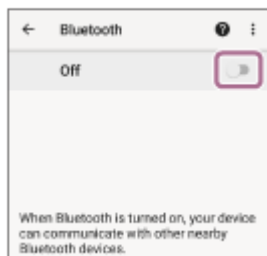 Bluetooth
Off
When Bluetooth is turned on, your device
can communicate with other nearby
Bluetooth devices.